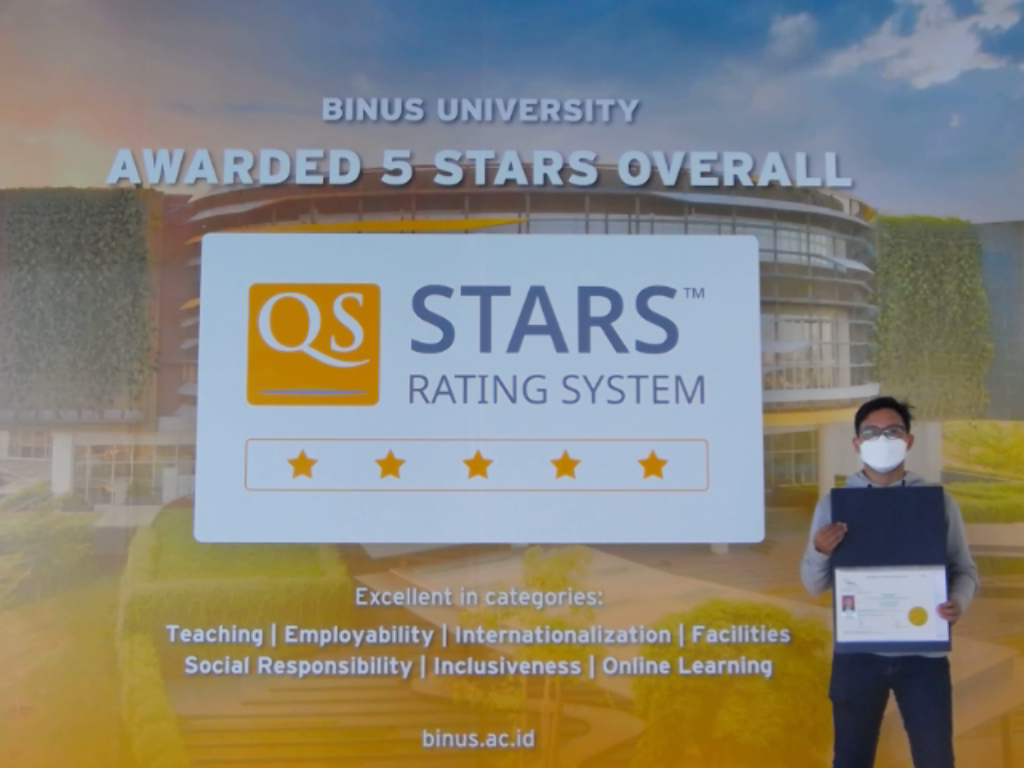 BINUS UNIVERSITY
AWARDED 5 STARS OVERALL
QS STARS™
RATING SYSTEM
Excellent in categories:
Teaching | Employability | Internationalization | Facilities
Social Responsibility | Inclusiveness | Online Learning
binus.ac.id